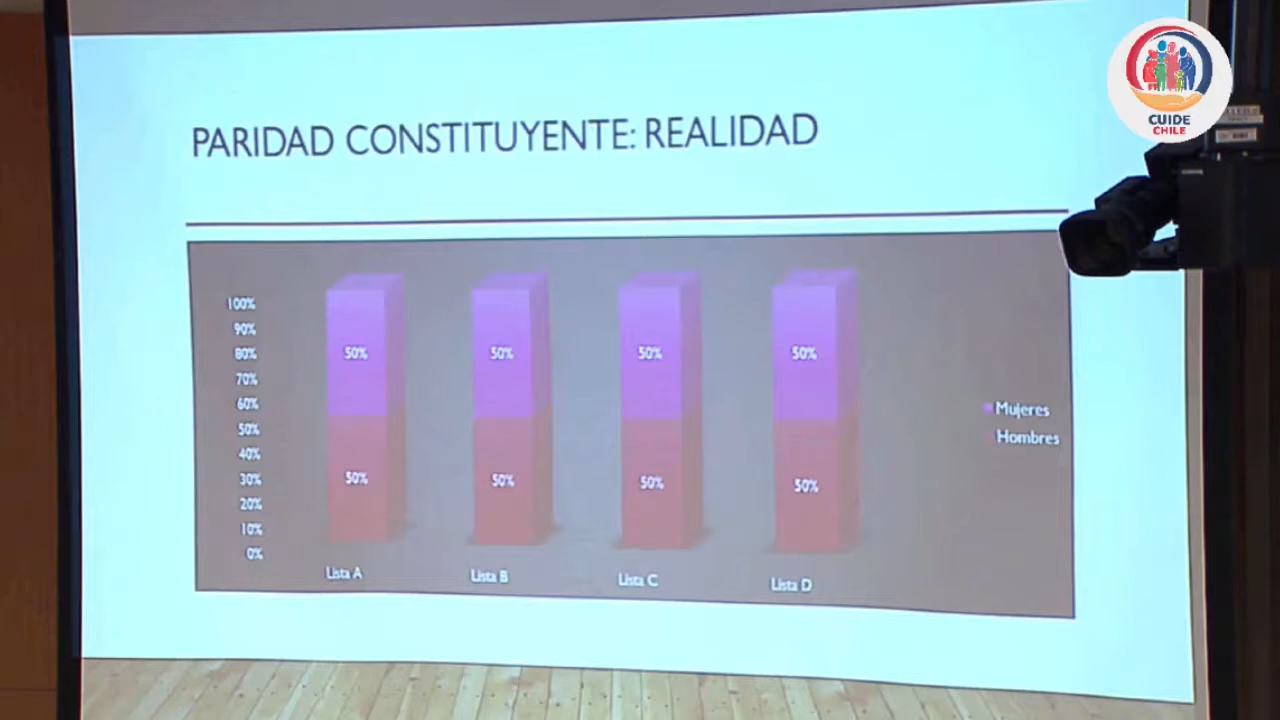 CUIDE
CHILE
PARIDAD CONSTITUYENTE: REALIDAD
100%
90%
80%
70%
60%
50%
40%
30%
20%
10%
0%
50%
50%
50%
50%
50%
50%
50%
50%
Lista A
Lista B
Lista C
Lista D
Mujeres
Hombres